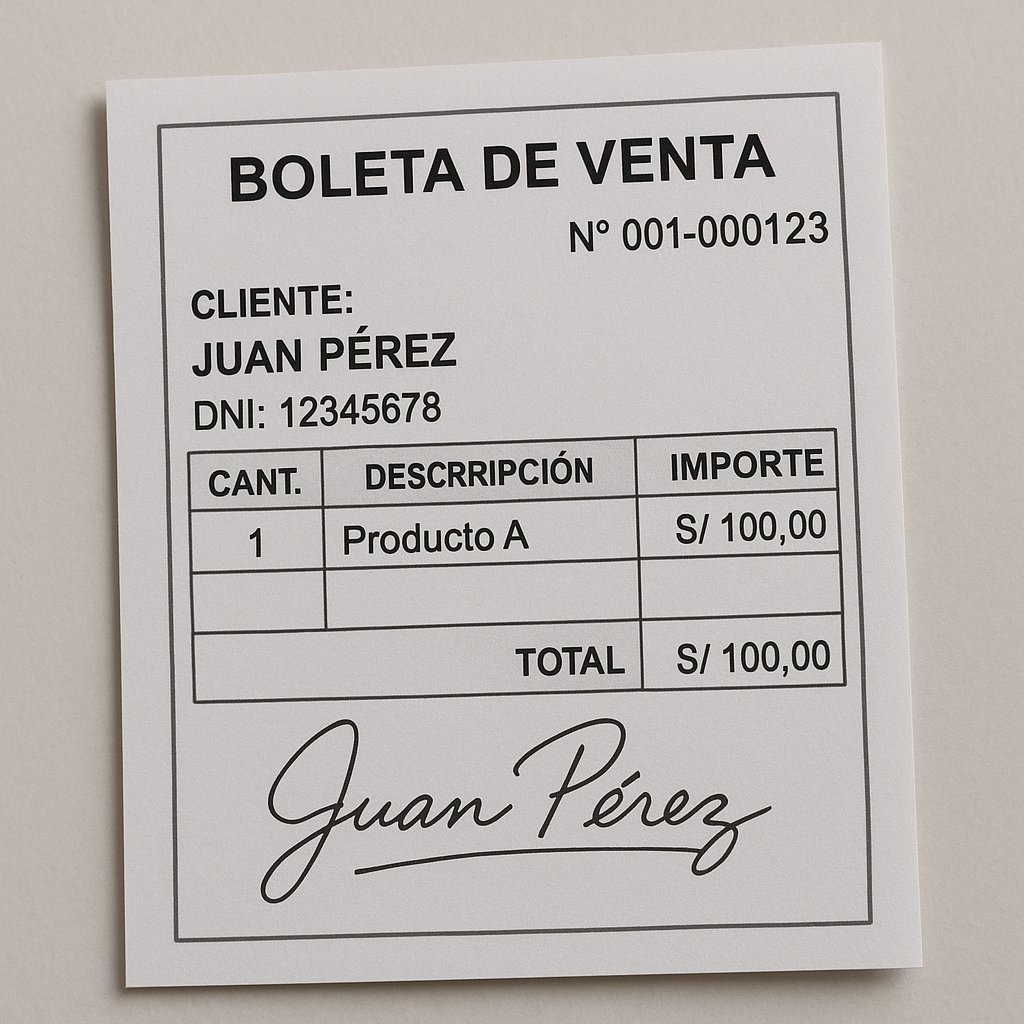 BOLETA DE VENTA
N° 001-000123
CLIENTE:
JUAN PÉREZ
DNI: 12345678
CANT. DESCRRIPCIÓN IMPORTE
1 Producto A S/ 100,00
TOTAL S/ 100,00
Juan Pérez